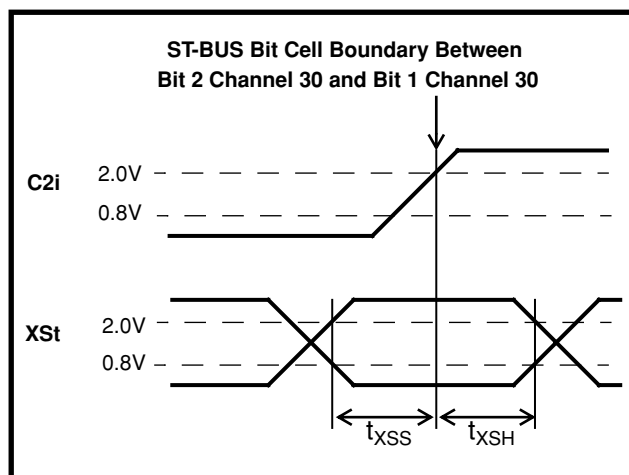 ST-BUS Bit Cell Boundary Between
Bit 2 Channel 30 and Bit 1 Channel 30
C2i
2.0V
0.8V
XSt
2.0V
0.8V
tXSS
tXSH